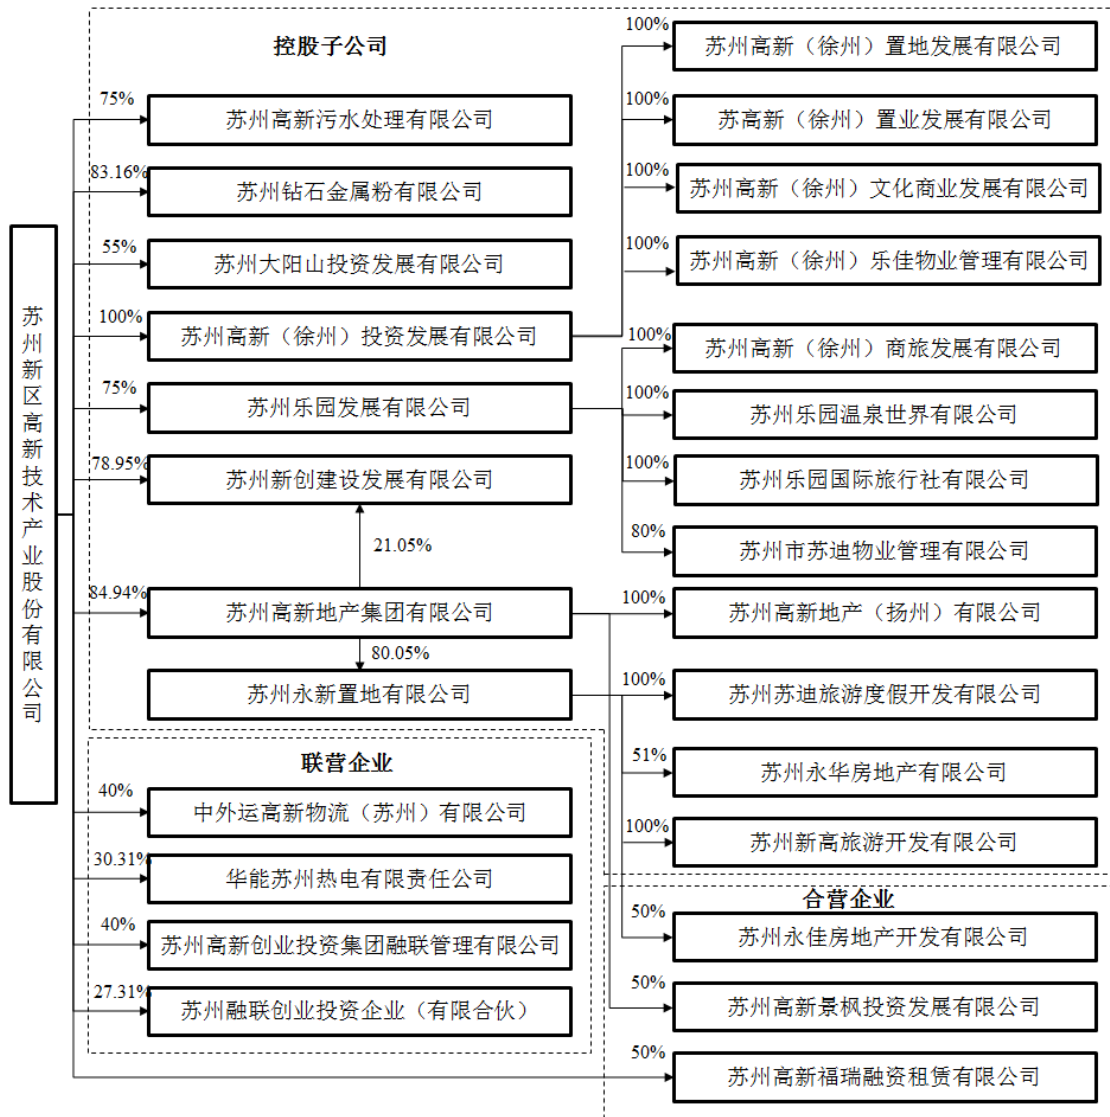 控股子公司
苏州新区高新技术产业股份有限公司
75%
苏州高新污水处理有限公司
83.16%
苏州钻石金属粉有限公司
55%
苏州大阳山投资发展有限公司
100%
苏州高新（徐州）投资发展有限公司
75%
苏州乐园发展有限公司
78.95%
苏州新创建设发展有限公司
21.05%
84.94%
苏州高新地产集团有限公司
80.05%
苏州永新置地有限公司
联营企业
40%
中外运高新物流（苏州）有限公司
30.31%
华能苏州热电有限责任公司
40%
苏州高新创业投资集团融联管理有限公司
27.31%
苏州融联创业投资企业（有限合伙）
100%
苏州高新（徐州）置地发展有限公司
100%
苏高新（徐州）置业发展有限公司
100%
苏州高新（徐州）文化商业发展有限公司
100%
苏州高新（徐州）乐佳物业管理有限公司
100%
苏州高新（徐州）商旅发展有限公司
100%
苏州乐园温泉世界有限公司
100%
苏州乐园国际旅行社有限公司
80%
苏州市苏迪物业管理有限公司
100%
苏州高新地产（扬州）有限公司
100%
苏州苏迪旅游度假开发有限公司
51%
苏州永华房地产有限公司
100%
苏州新高旅游开发有限公司
合营企业
50%
苏州永佳房地产开发有限公司
50%
苏州高新景枫投资发展有限公司
50%
苏州高新福瑞融资租赁有限公司